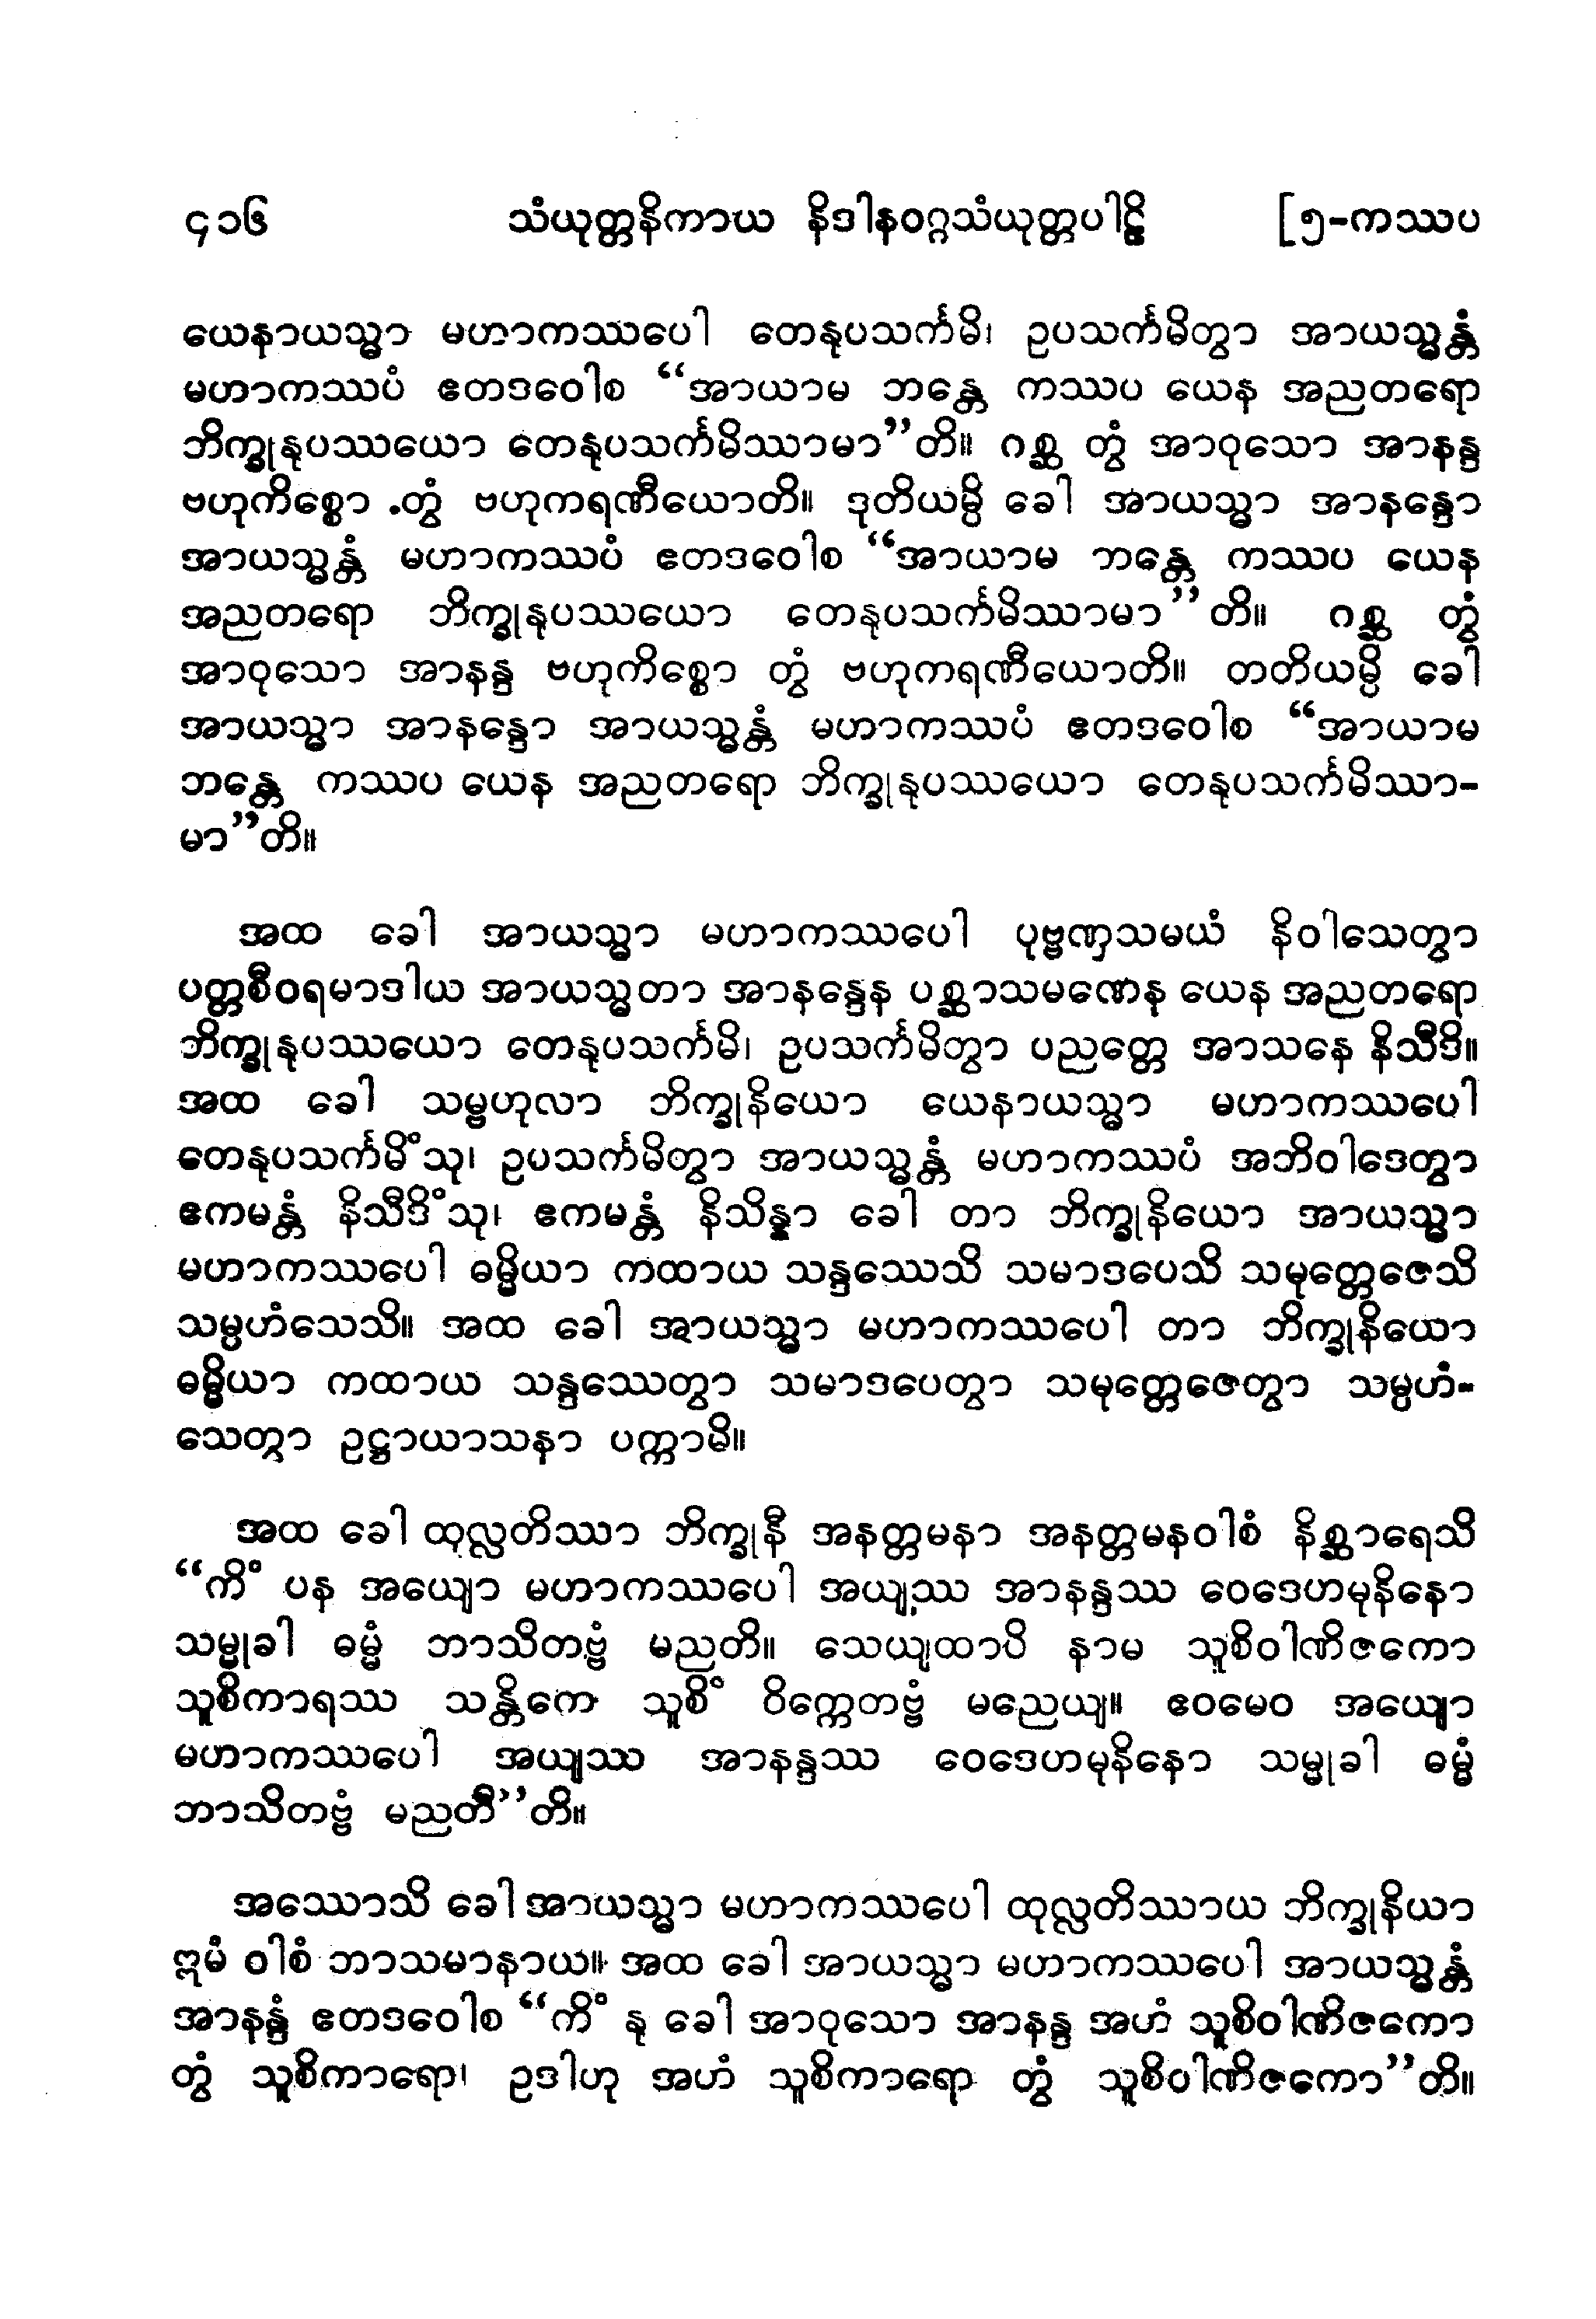 ၄၁၆ သံယုတ္တနိကာယ နိဒါနဝဂ္ဂသံယုတ္တပါဠိ [၅-ကဿပ
ယေနာယသ္မာ မဟာကဿပေါ တေနုပသင်္ကမိ၊ ဥပသင်္ကမိတွာ အာယသ္မန္တံ
မဟာကဿပံ ဧတဒဝေါစ “အာယာမ ဘန္တေ ကဿပ ယေန အညတရော
ဘိက္ခုနုပဿယော တေနုပသင်္ကမိဿာမာ”တိ။ ဂစ္ဆ တွံ အာဝုသော အာနန္ဒ
ဗဟုကိစ္စော တွံ ဗဟုကရဏီယောတိ။ ဒုတိယမ္ပိ ခေါ အာယသ္မာ အာနန္ဒော
အာယသ္မန္တံ မဟာကဿပံ ဧတဒဝေါစ “အာယာမ ဘန္တေ ကဿပ ယေန
အညတရော ဘိက္ခုနုပဿယော တေနုပသင်္ကမိဿာမာ”တိ။ ဂစ္ဆ တွံ
အာဝုသော အာနန္ဒ ဗဟုကိစ္စော တွံ ဗဟုကရဏီယောတိ။ တတိယမ္ပိ ခေါ
အာယသ္မာ အာနန္ဒော အာယသ္မန္တံ မဟာကဿပံ ဧတဒဝေါစ “အာယာမ
ဘန္တေ ကဿပ ယေန အညတရော ဘိက္ခုနုပဿယော တေနုပသင်္ကမိဿာ-
မာ”တိ။
အထ ခေါ အာယသ္မာ မဟာကဿပေါ ပုဗ္ဗဏှသမယံ နိဝါသေတွာ
ပတ္တစီဝရမာဒါယ အာယသ္မတာ အာနန္ဒေန ပစ္ဆာသမဏေန ယေန အညတရော
ဘိက္ခုနုပဿယော တေနုပသင်္ကမိ၊ ဥပသင်္ကမိတွာ ပညတ္တေ အာသနေ နိသီဒိ။
အထ ခေါ သမ္ဗဟုလာ ဘိက္ခုနိယော ယေနာယသ္မာ မဟာကဿပေါ
တေနုပသင်္ကမိံသု၊ ဥပသင်္ကမိတွာ အာယသ္မန္တံ မဟာကဿပံ အဘိဝါဒေတွာ
ဧကမန္တံ နိသီဒိံသု၊ ဧကမန္တံ နိသိန္နာ ခေါ တာ ဘိက္ခုနိယော အာယသ္မာ
မဟာကဿပေါ ဓမ္မိယာ ကထာယ သန္ဒဿေသိ သမာဒပေသိ သမုတ္တေဇေသိ
သမ္ပဟံသေသိ။ အထ ခေါ အာယသ္မာ မဟာကဿပေါ တာ ဘိက္ခုနိယော
ဓမ္မိယာ ကထာယ သန္ဒဿေတွာ သမာဒပေတွာ သမုတ္တေဇေတွာ သမ္ပဟံ-
သေတွာ ဥဋ္ဌာယာသနာ ပက္ကာမိ။
အထ ခေါ ထုလ္လတိဿာ ဘိက္ခုနီ အနတ္တမနာ အနတ္တမနဝါစံ နိစ္ဆာရေသိ
“ကိံ ပန အယျော မဟာကဿပေါ အယျဿ အာနန္ဒဿ ဝေဒေဟမုနိနော
သမ္မုခါ ဓမ္မံ ဘာသိတဗ္ဗံ မညတိ။ သေယျထာပိ နာမ သူစိဝါဏိဇကော
သူစိကာရဿ သန္တိကေ သူစိံ ဝိက္ကေတဗ္ဗံ မညေယျ။ ဧဝမေဝ အယျော
မဟာကဿပေါ အယျဿ အာနန္ဒဿ ဝေဒေဟမုနိနော သမ္မုခါ ဓမ္မံ
ဘာသိတဗ္ဗံ မညတီ”တိ။
အဿောသိ ခေါ အာယသ္မာ မဟာကဿပေါ ထုလ္လတိဿာယ ဘိက္ခုနိယာ
ဣမံ ဝါစံ ဘာသမာနာယ။ အထ ခေါ အာယသ္မာ မဟာကဿပေါ အာယသ္မန္တံ
အာနန္ဒံ ဧတဒဝေါစ “ကိံ နု ခေါ အာဝုသော အာနန္ဒ အဟံ သူစိဝါဏိဇကော
တွံ သူစိကာရော၊ ဥဒါဟု အဟံ သူစိကာရော တွံ သူစိဝါဏိဇကော”တိ။